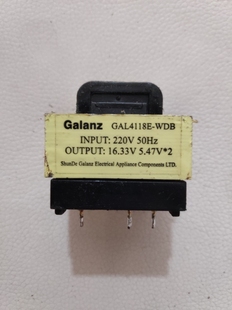 Galanz GAL4118E-WDB
INPUT: 220V 50Hz
OUTPUT: 16.33V 5.47V*2
ShunDe Galanz Electrical Appliance Components LTD.